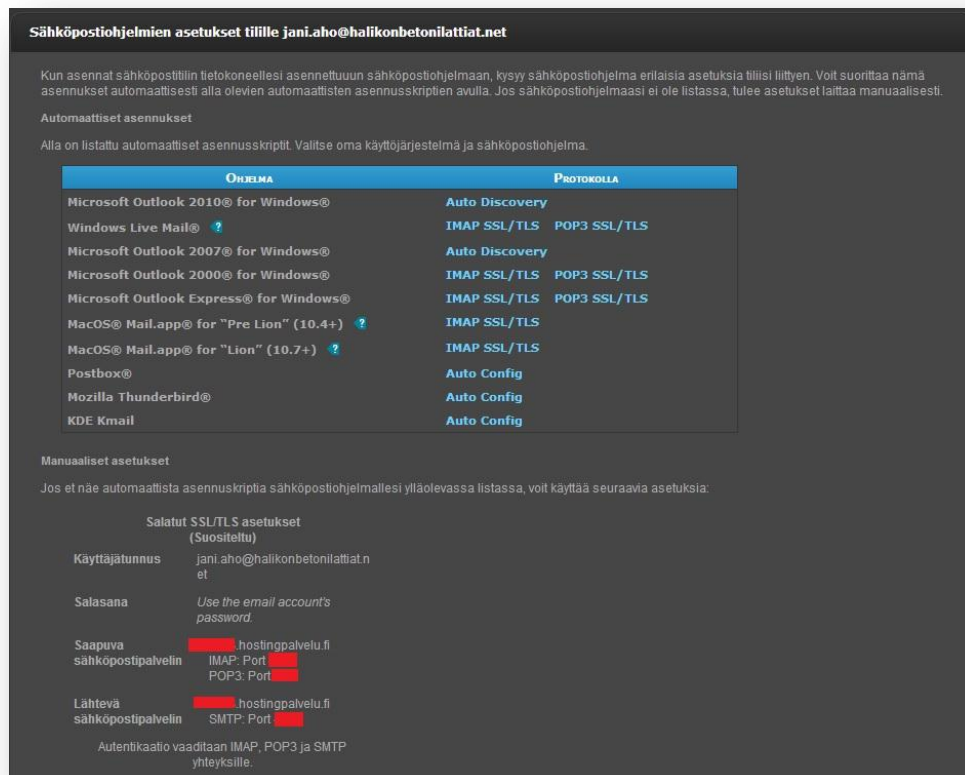 Sähköpostiohjelmien asetukset tilille jani.aho@halikonbetonilattiat.net
Kun asennat sähköpostitilin tietokoneellesi asennettuuun sähköpostiohjelmaan, kysyy sähköpostiohjelma erilaisia asetuksia tiliisi liittyen. Voit suorittaa nämä
asennukset automaattisesti alla olevien automaattisten asennusskriptien avulla. Jos sähköpostiohjelmaasi ei ole listassa, tulee asetukset laittaa manuaalisesti.
Automaattiset asennukset
Alla on listattu automaattiset asennusskriptit. Valitse oma käyttöjärjestelmä ja sähköpostiohjelma.
Ohjelma Protokolla
Microsoft Outlook 2010® for Windows® Auto Discovery
Windows Live Mail® ? IMAP SSL/TLS POP3 SSL/TLS
Microsoft Outlook 2007® for Windows® Auto Discovery
Microsoft Outlook 2000® for Windows® IMAP SSL/TLS POP3 SSL/TLS
Microsoft Outlook Express® for Windows® IMAP SSL/TLS POP3 SSL/TLS
MacOS® Mail.app® for “Pre Lion” (10.4+) ? IMAP SSL/TLS
MacOS® Mail.app® for “Lion” (10.7+) ? IMAP SSL/TLS
Postbox® Auto Config
Mozilla Thunderbird® Auto Config
KDE Kmail Auto Config
Manuaaliset asetukset
Jos et näe automaattista asennuskriptia sähköpostiohjelmallesi ylläolevassa listassa, voit käyttää seuraavia asetuksia:
Salatut SSL/TLS asetukset
(Suositeltu)
Käyttäjätunnus jani.aho@halikonbetonilattiat.n
et
Salasana Use the email account's
password.
Saapuva .hostingpalvelu.fi
sähköpostipalvelin IMAP: Port
POP3: Port
Lähtevä .hostingpalvelu.fi
sähköpostipalvelin SMTP: Port
Autentikaatio vaaditaan IMAP, POP3 ja SMTP
yhteyksille.